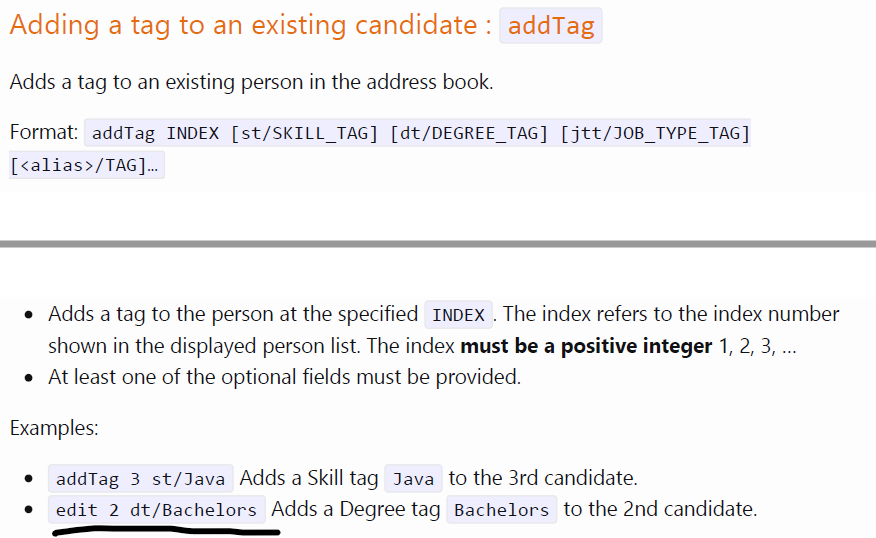 Adding a tag to an existing candidate : addTag
Adds a tag to an existing person in the address book.
Format: addTag INDEX [st/SKILL_TAG] [dt/DEGREE_TAG] [jtt/JOB_TYPE_TAG]
[<alias>/TAG]…
• Adds a tag to the person at the specified INDEX. The index refers to the index number
shown in the displayed person list. The index must be a positive integer 1, 2, 3, …
• At least one of the optional fields must be provided.
Examples:
• addTag 3 st/Java Adds a Skill tag Java to the 3rd candidate.
• edit 2 dt/Bachelors Adds a Degree tag Bachelors to the 2nd candidate.